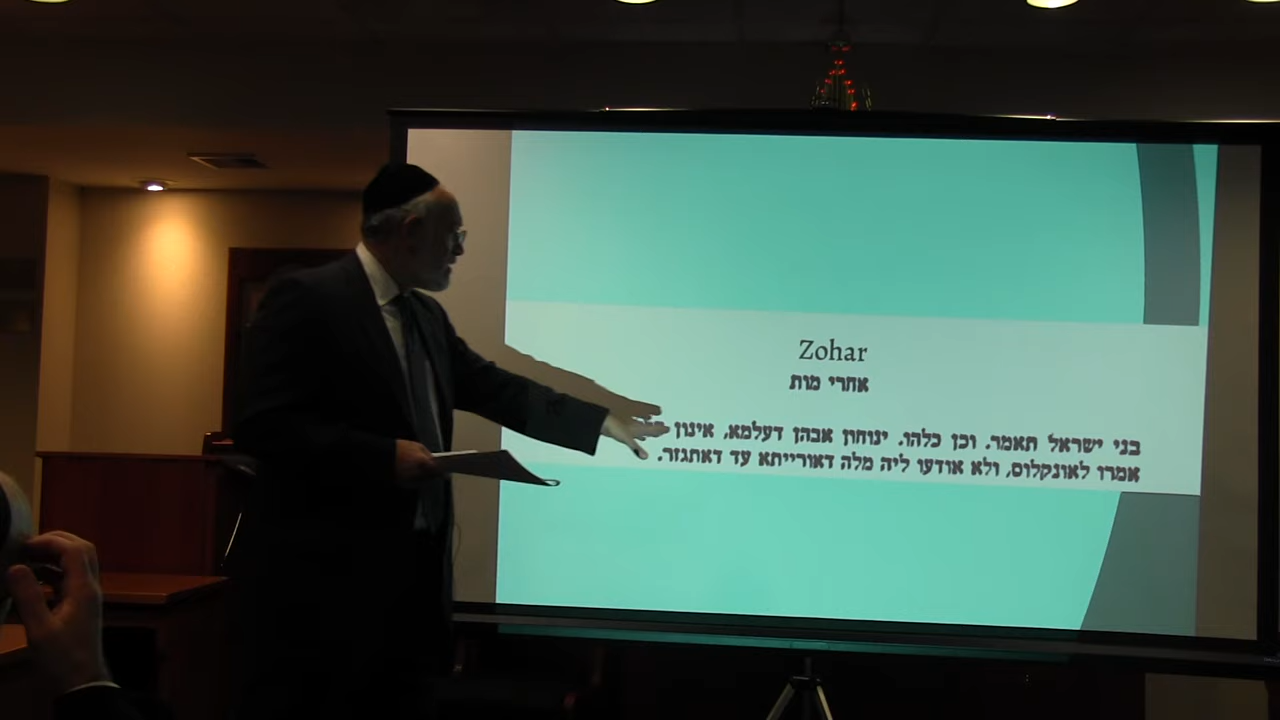 Zohar
אחרי מות
בני ישראל תאמר. וכן כלהו. ינוחון אבהן דעלמא, אינון
אמרו לאונקלוס, ולא אודעו ליה מלה דאורייתא עד דאתגזר.